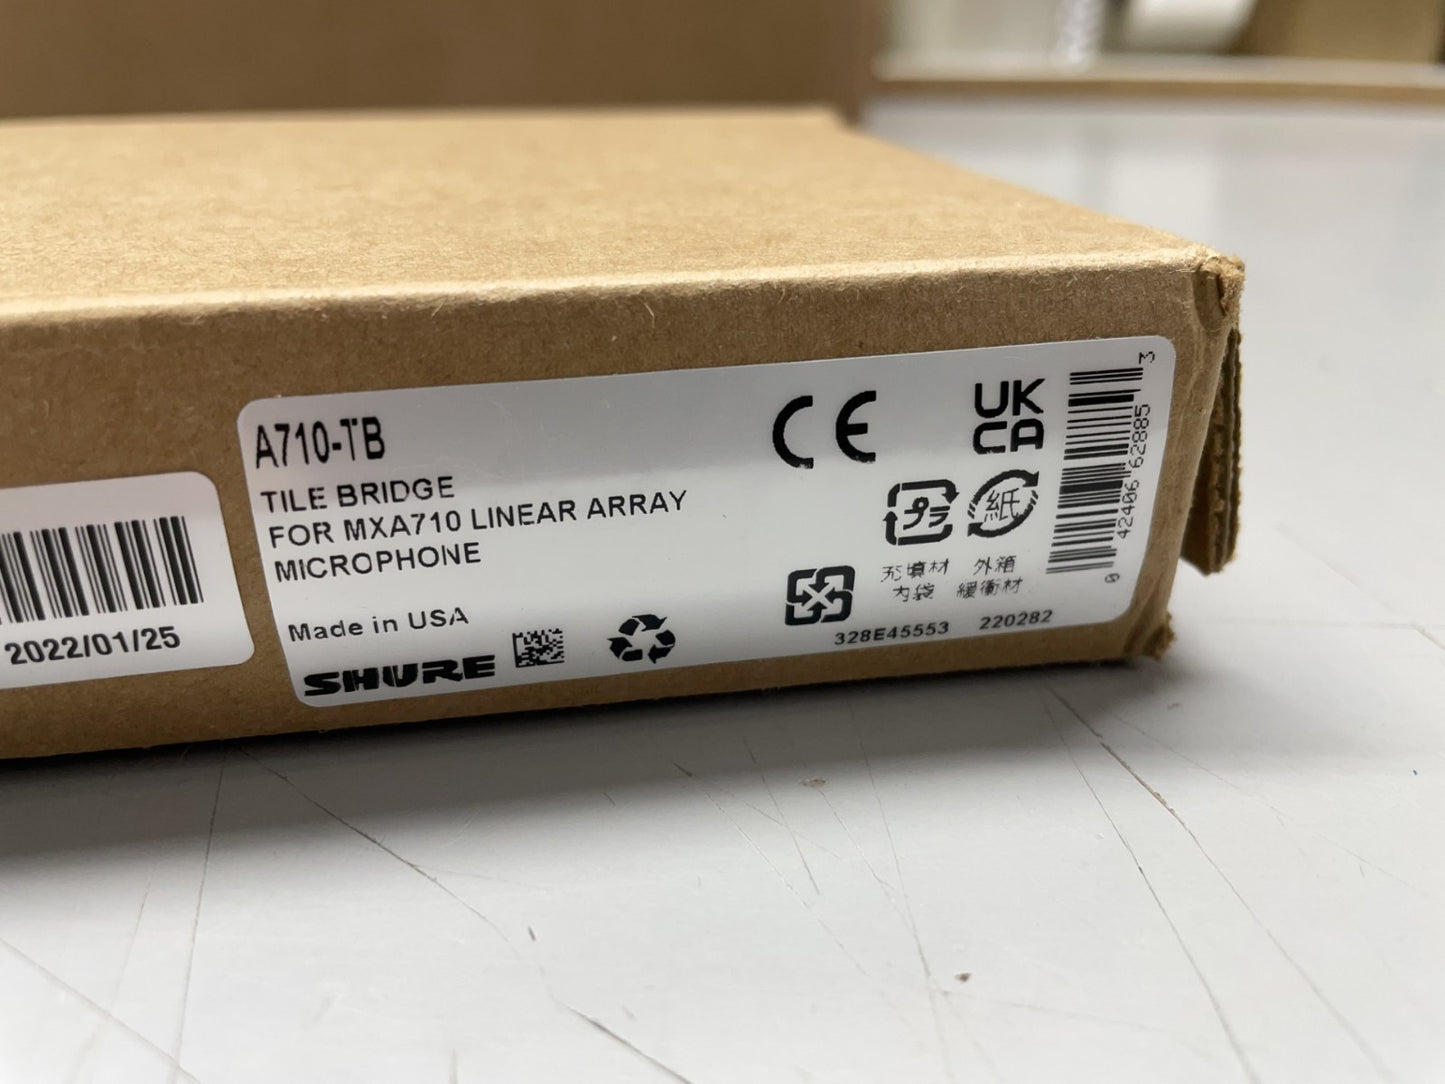 2022/01/25
A710-TB
TILE BRIDGE
FOR MXA710 LINEAR ARRAY
MICROPHONE
Made in USA
SHURE
CE
UK
CA
プラ
紙
充填材 外箱
内袋 緩衝材
328E45553 220282
0 42406 62885 3